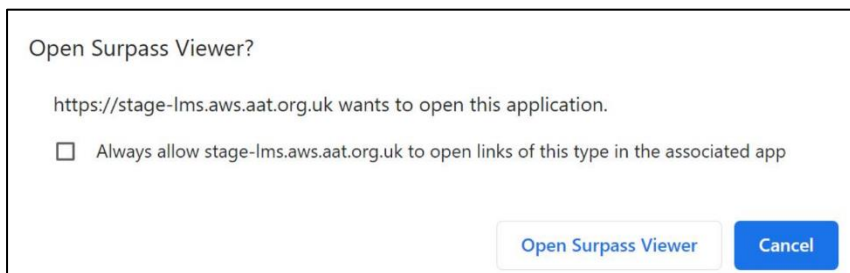 Open Surpass Viewer?
https://stage-lms.aws.aat.org.uk wants to open this application.
Always allow stage-lms.aws.aat.org.uk to open links of this type in the associated app
Open Surpass Viewer Cancel